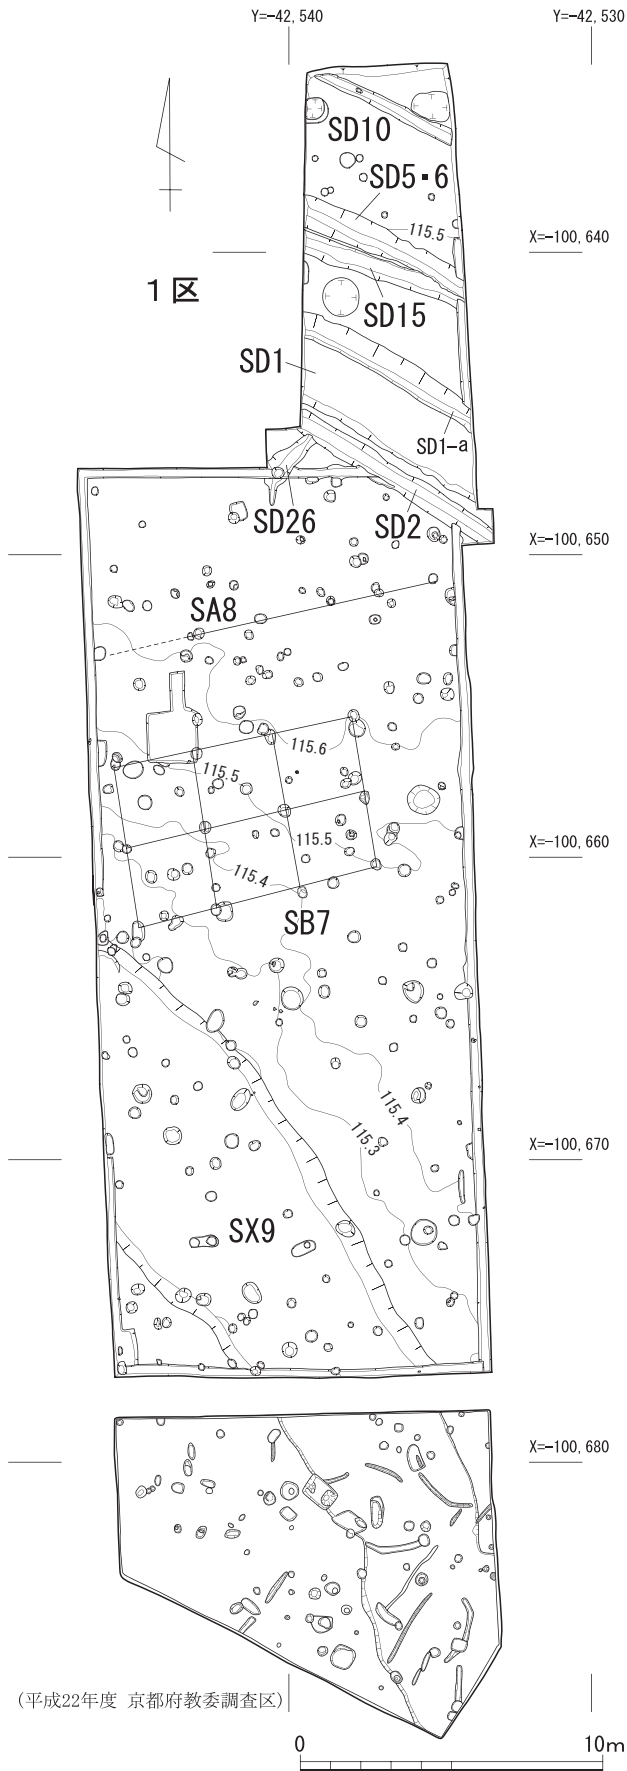 Y=-42,540
Y=-42,530
SD10
SD5・6
115.5
X=-100,640
1区
SD15
SD1
SD1-a
SD26
SD2
X=-100,650
SA8
115.6
115.5
115.5
X=-100,660
115.4
SB7
115.4
115.3
X=-100,670
SX9
X=-100,680
(平成22年度 京都府教委調査区)
0
10m